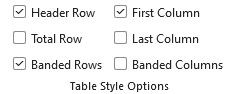 Header Row First Column
Total Row Last Column
Banded Rows Banded Columns
Table Style Options